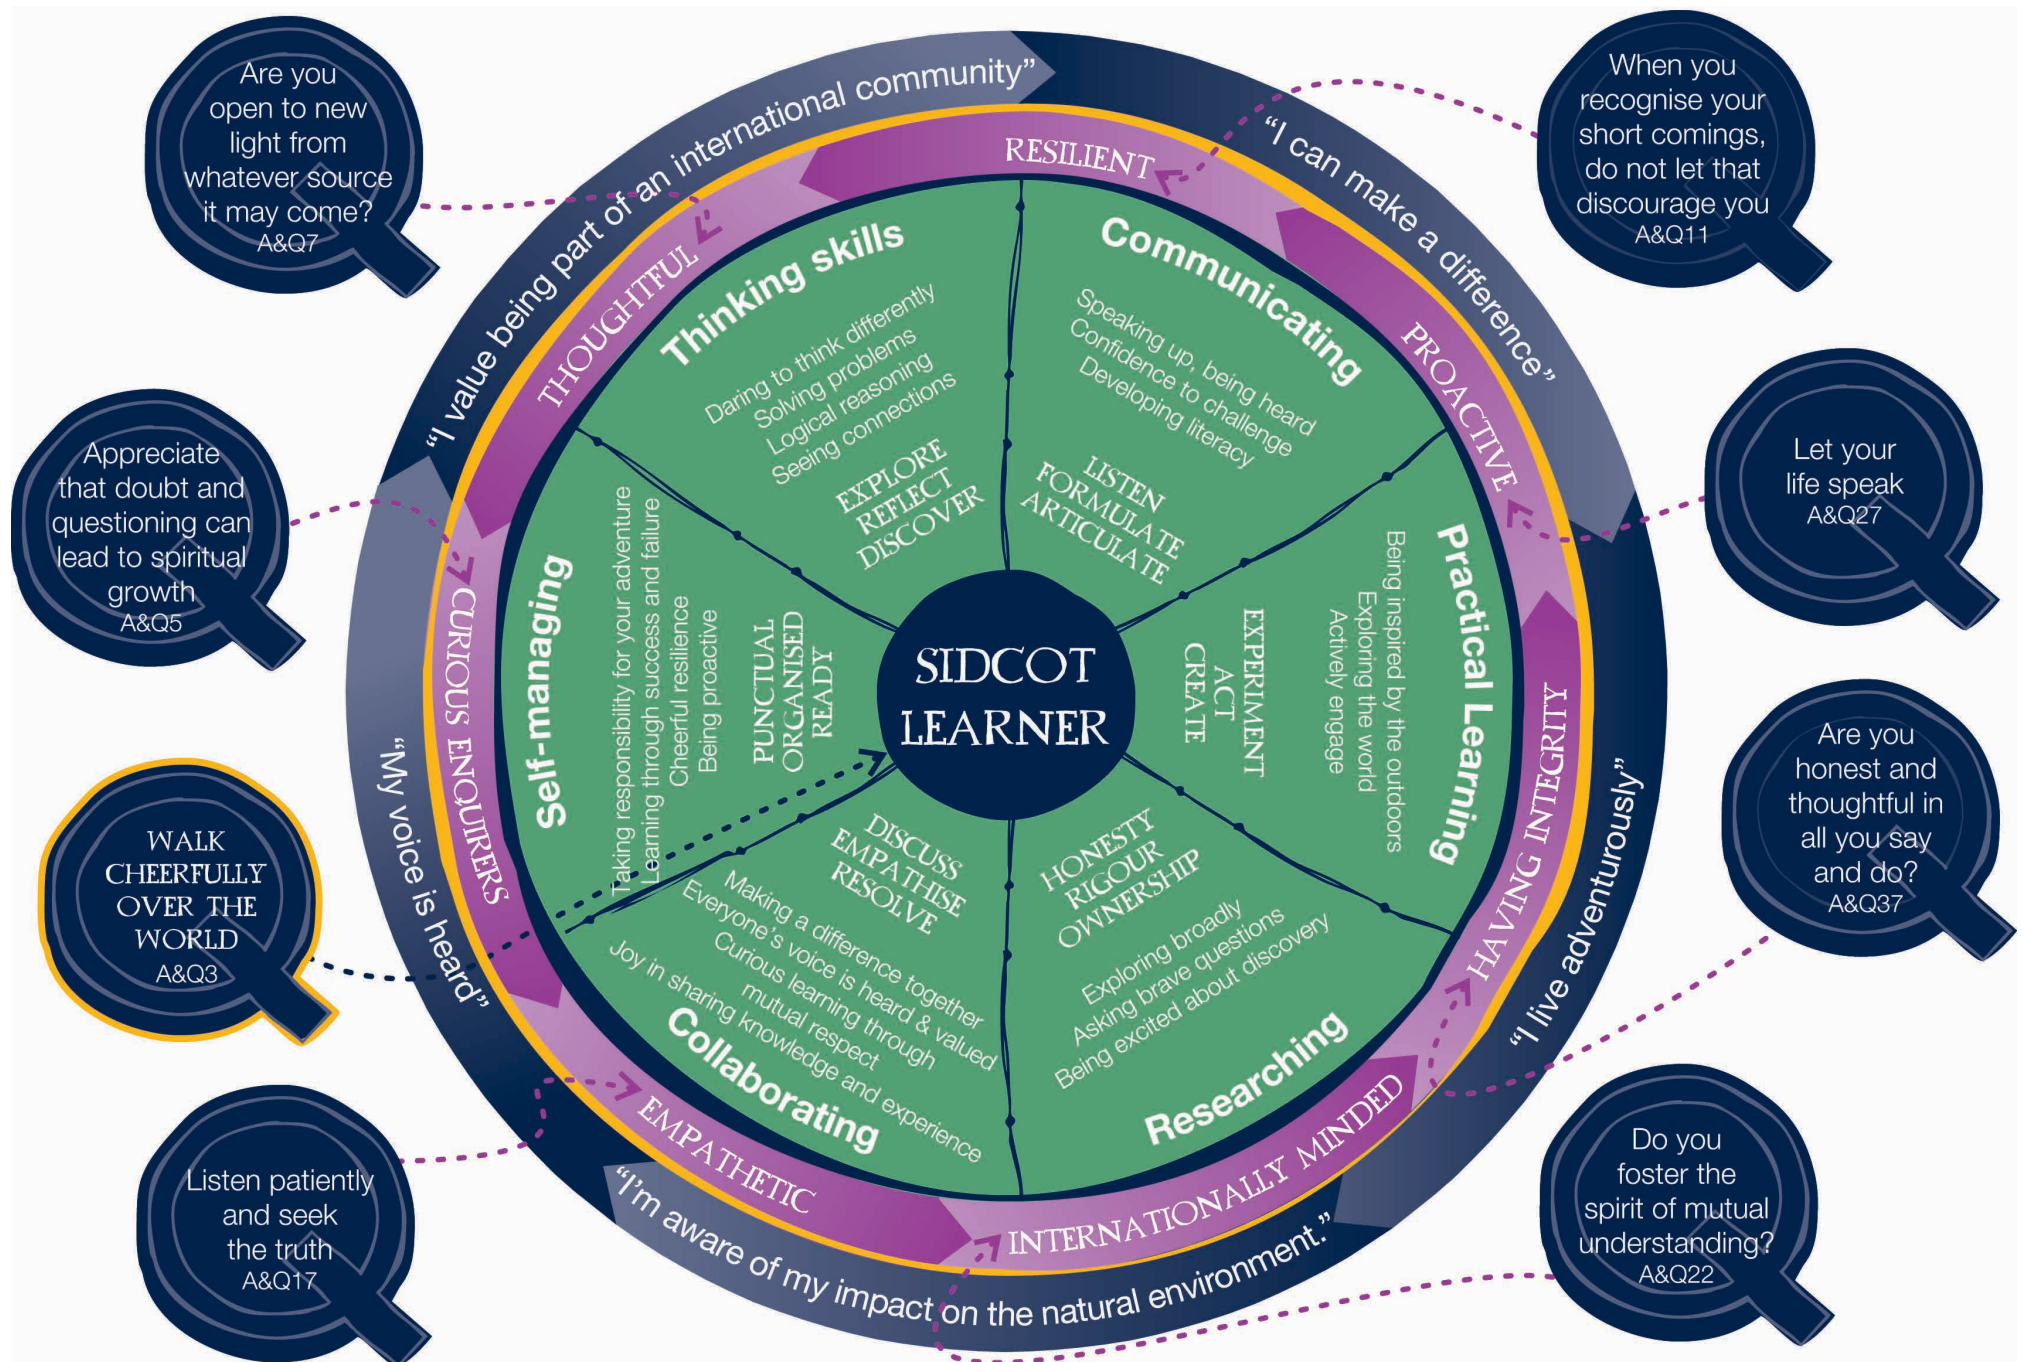 Are you
open to new
light from
whatever source
it may come?
A&Q7
When you
recognise your
short comings,
do not let that
discourage you
A&Q11
Appreciate
that doubt and
questioning can
lead to spiritual
growth
A&Q5
Let your
life speak
A&Q27
WALK
CHEERFULLY
OVER THE
WORLD
A&Q3
Are you
honest and
thoughtful in
all you say
and do?
A&Q37
Listen patiently
and seek
the truth
A&Q17
Do you
foster the
spirit of mutual
understanding?
A&Q22
“I value being part of an international community”
“I can make a difference”
“I live adventurously”
“I’m aware of my impact on the natural environment.”
“My voice is heard”
RESILIENT
PROACTIVE
HAVING INTEGRITY
INTERNATIONALLY MINDED
EMPATHETIC
CURIOUS ENQUIRERS
THOUGHTFUL
Thinking skills
Daring to think differently
Solving problems
Logical reasoning
Seeing connections
EXPLORE
REFLECT
DISCOVER
Communicating
Speaking up, being heard
Confidence to challenge
Developing literacy
LISTEN
FORMULATE
ARTICULATE
Practical Learning
Being inspired by the outdoors
Exploring the world
Actively engage
EXPERIMENT
ACT
CREATE
HONESTY
RIGOUR
OWNERSHIP
Exploring broadly
Asking brave questions
Being excited about discovery
Researching
DISCUSS
EMPATHISE
RESOLVE
Making a difference together
Everyone’s voice is heard & valued
Curious learning through
mutual respect
Joy in sharing knowledge and experience
Collaborating
Self-managing
Taking responsibility for your adventure
Learning through success and failure
Cheerful resilience
Being proactive
PUNCTUAL
ORGANISED
READY
SIDCOT
LEARNER